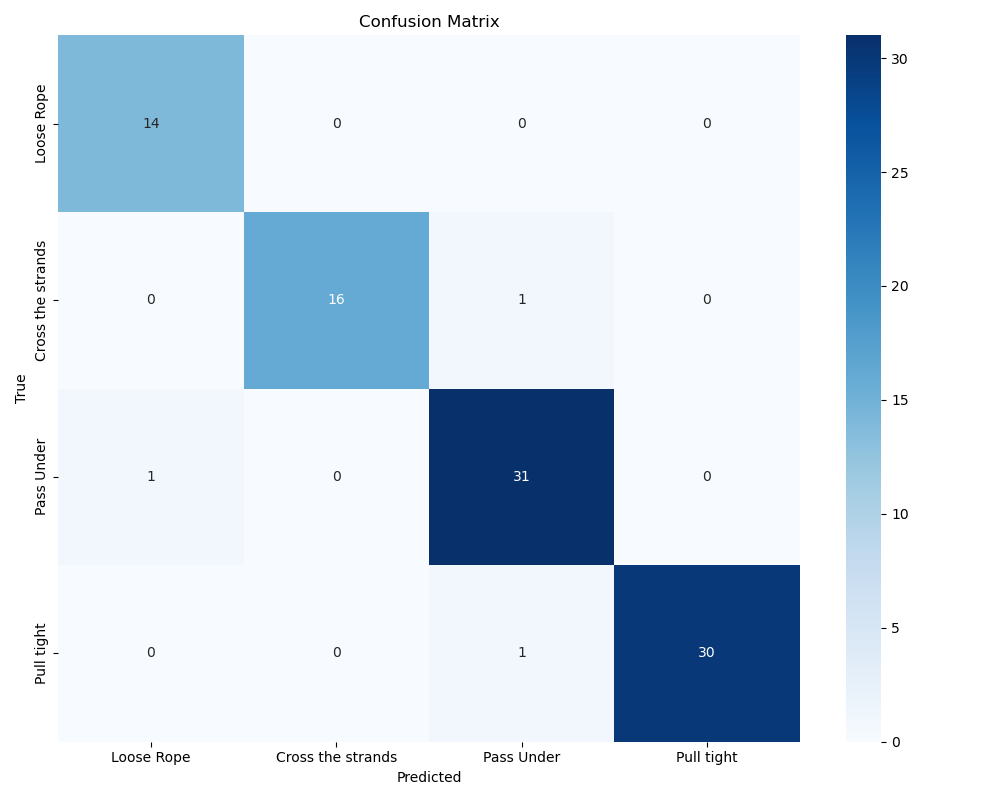 Confusion Matrix
Loose Rope
14 0 0 0
Cross the strands
0 16 1 0
Pass Under
1 0 31 0
Pull tight
0 0 1 30
True
Loose Rope Cross the strands Pass Under Pull tight
Predicted
30
25
20
15
10
5
0